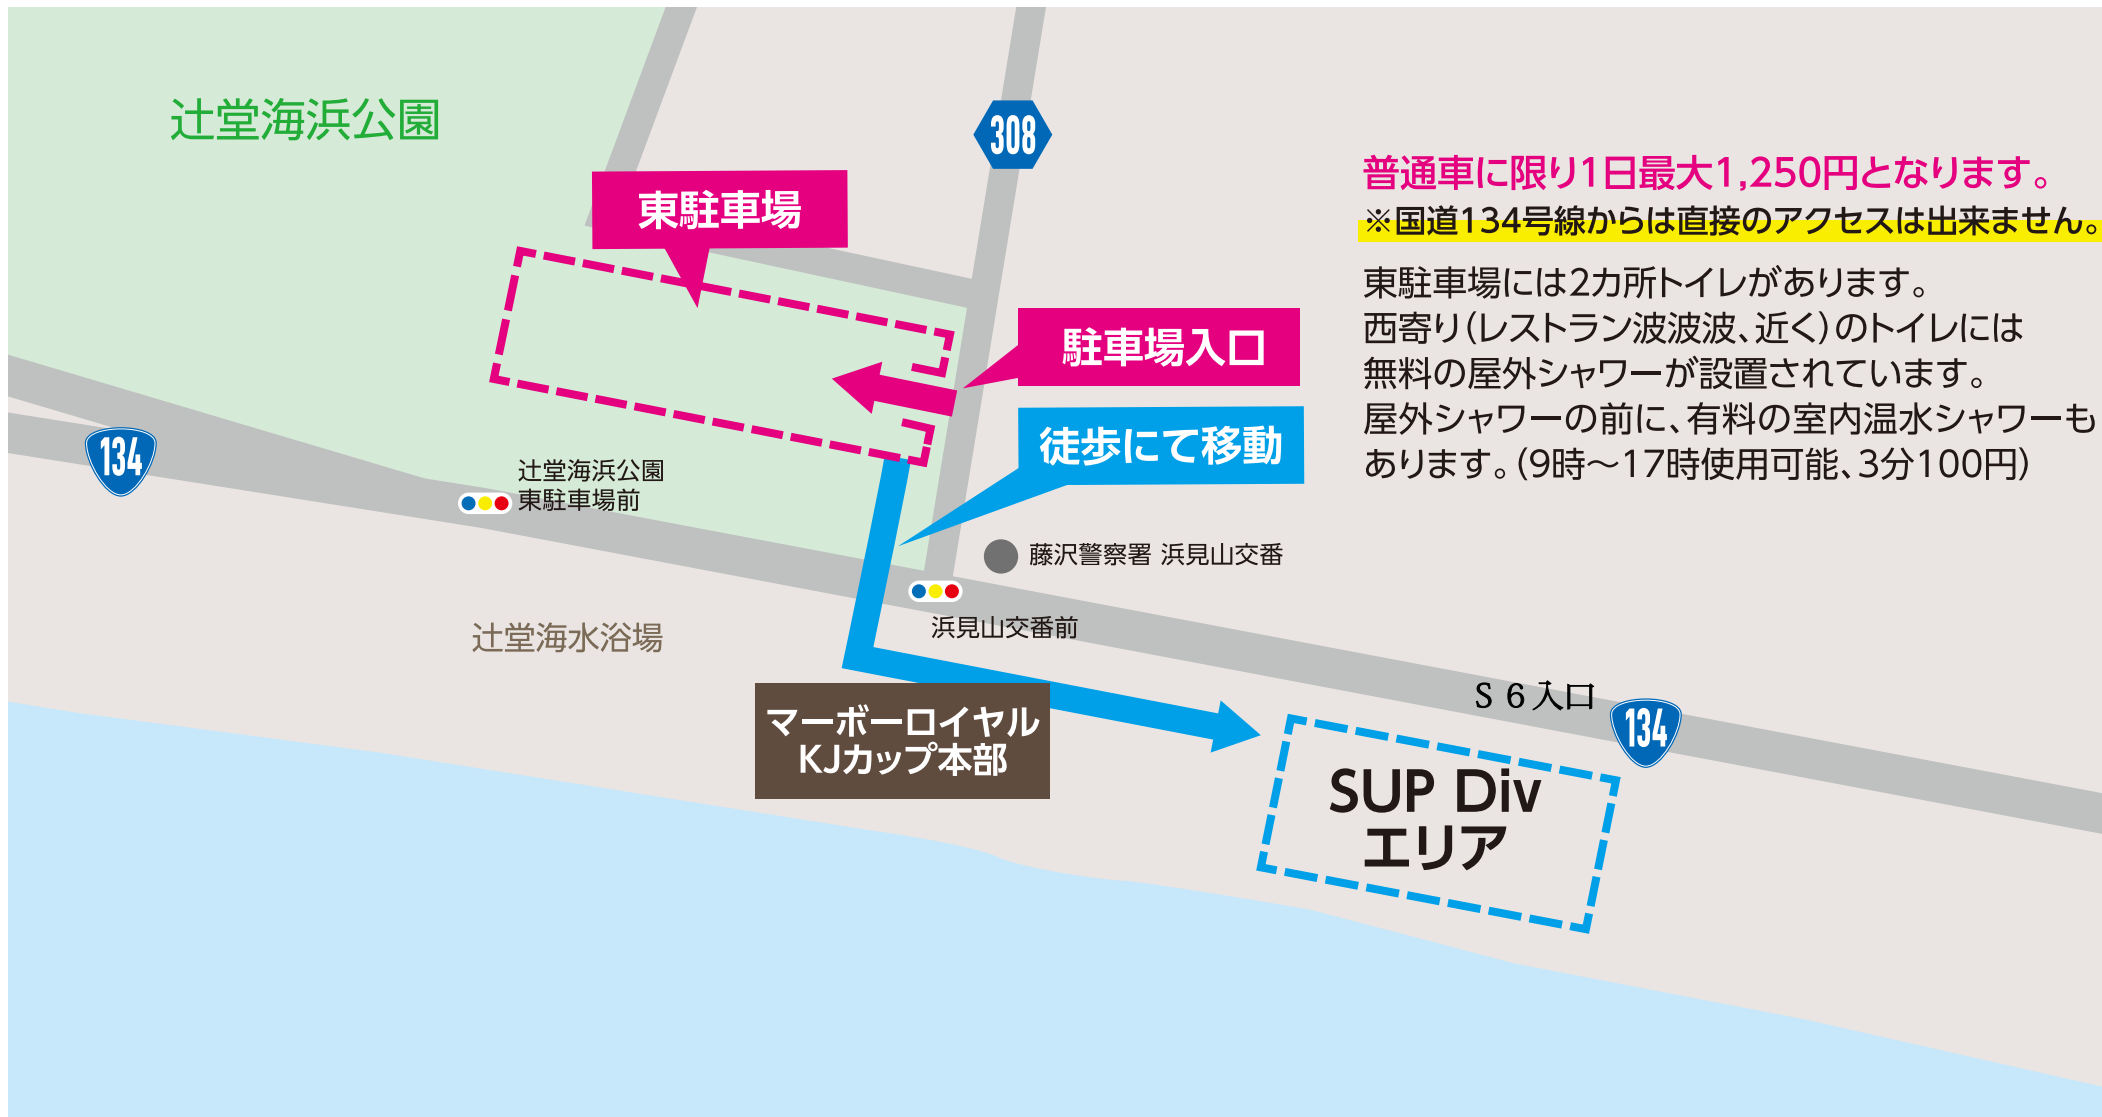 辻堂海浜公園
308
東駐車場
普通車に限り1日最大1,250円となります。
※国道134号線からは直接のアクセスは出来ません。
東駐車場には2カ所トイレがあります。
西寄り(レストラン波波波、近く)のトイレには
無料の屋外シャワーが設置されています。
屋外シャワーの前に、有料の室内温水シャワーも
あります。(9時〜17時使用可能、3分100円)
駐車場入口
徒歩にて移動
134
辻堂海浜公園
東駐車場前
藤沢警察署 浜見山交番
浜見山交番前
辻堂海水浴場
S 6入口
134
マーボーロイヤル
KJカップ本部
SUP Div
エリア